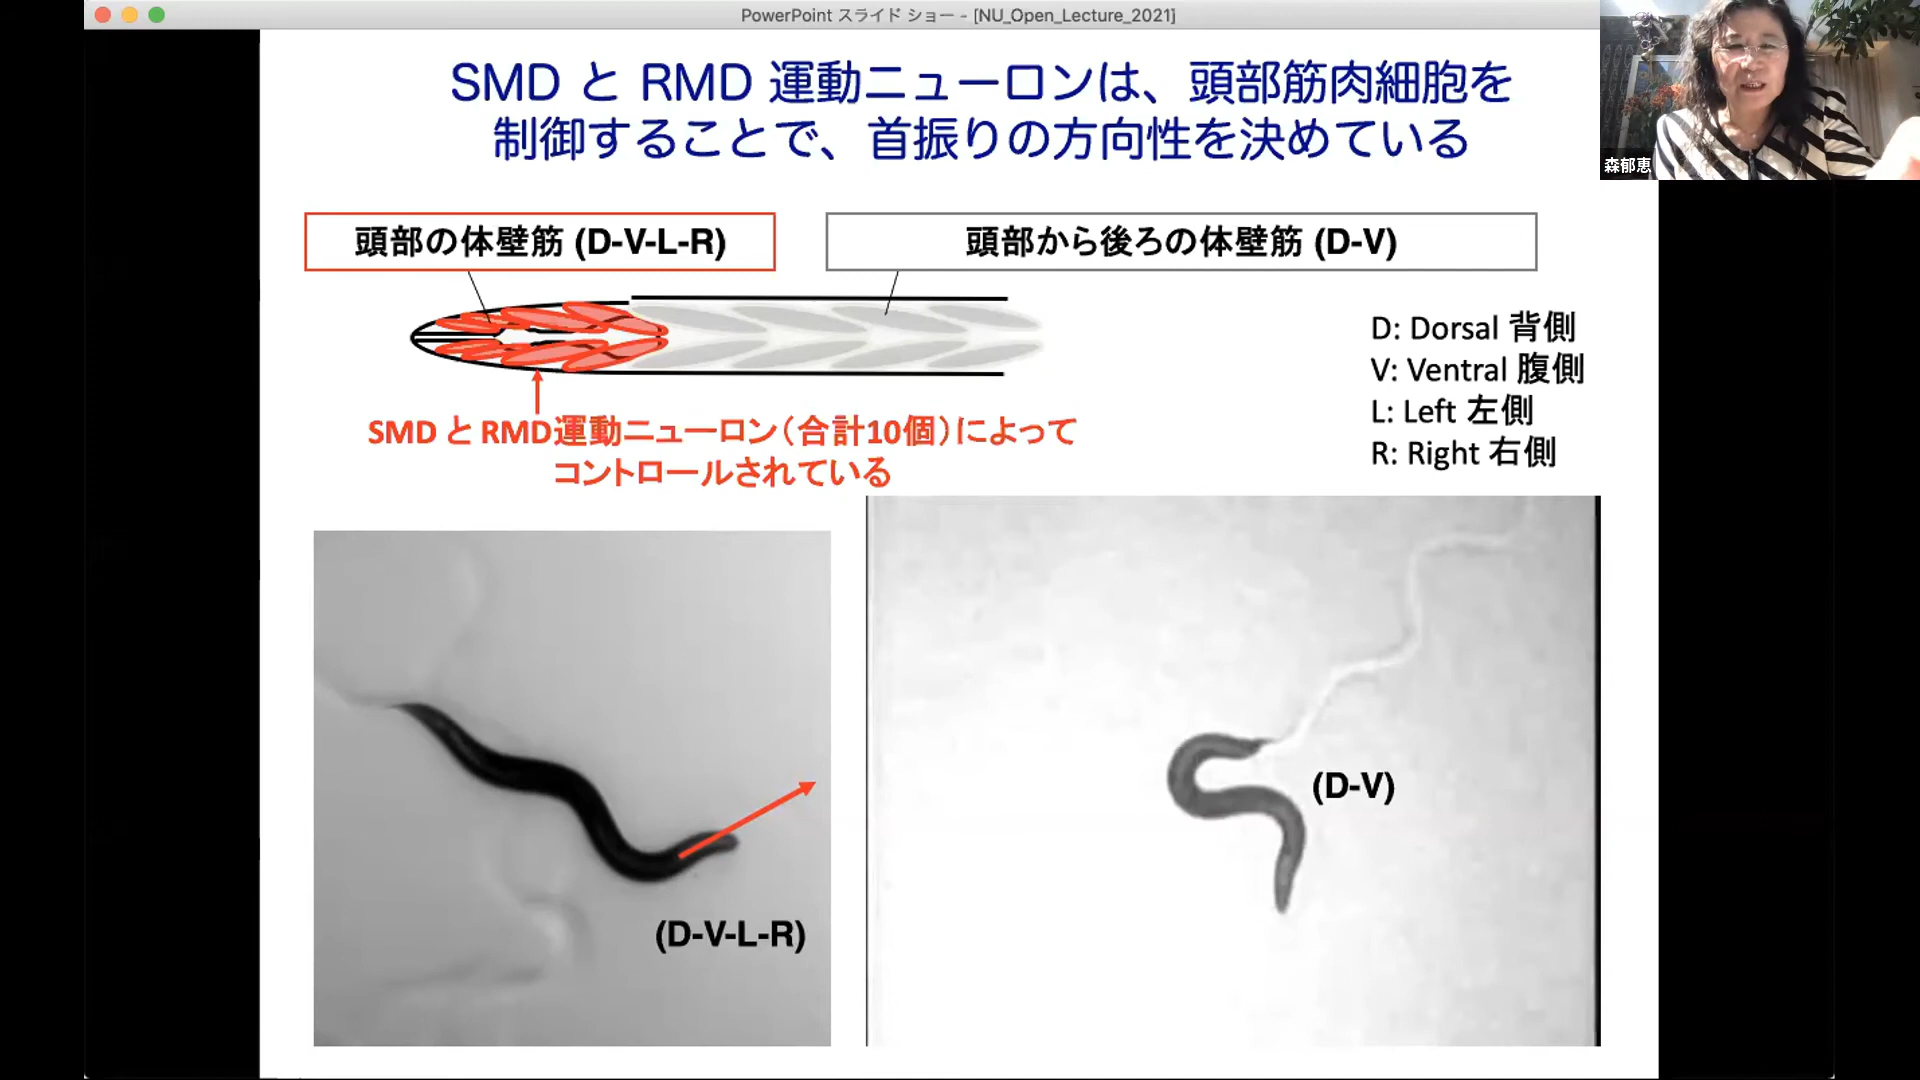 PowerPoint スライド ショー - [NU_Open_Lecture_2021]
SMD と RMD 運動ニューロンは、頭部筋肉細胞を
制御することで、首振りの方向性を決めている
森郁恵
頭部の体壁筋 (D-V-L-R)
頭部から後ろの体壁筋 (D-V)
D: Dorsal 背側
V: Ventral 腹側
L: Left 左側
R: Right 右側
SMD と RMD運動ニューロン（合計10個）によって
コントロールされている
(D-V-L-R)
(D-V)